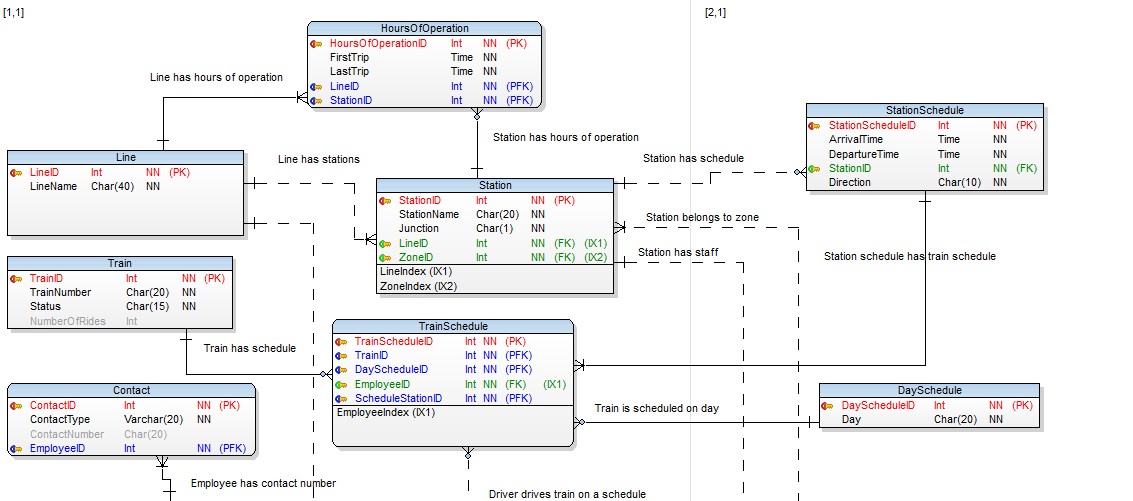 [1,1]
[2,1]
HoursOfOperation
HoursOfOperationID Int NN (PK)
FirstTrip Time NN
LastTrip Time NN
LineID Int NN (PFK)
StationID Int NN (PFK)
Line has hours of operation
Station has hours of operation
StationSchedule
StationScheduleID Int NN (PK)
ArrivalTime Time NN
DepartureTime Time NN
StationID Int NN (FK)
Direction Char(10) NN
Line
LineID Int NN (PK)
LineName Char(40) NN
Line has stations
Station has schedule
Station
StationID Int NN (PK)
StationName Char(20) NN
Junction Char(1) NN
LineID Int NN (FK) (IX1)
ZoneID Int NN (FK) (IX2)
LineIndex (IX1)
ZoneIndex (IX2)
Station belongs to zone
Station has staff
Station schedule has train schedule
Train
TrainID Int NN (PK)
TrainNumber Char(20) NN
Status Char(15) NN
NumberOfRides Int
Train has schedule
TrainSchedule
TrainScheduleID Int NN (PK)
TrainID Int NN (PFK)
DayScheduleID Int NN (PFK)
EmployeeID Int NN (FK) (IX1)
ScheduleStationID Int NN (PFK)
EmployeeIndex (IX1)
Contact
ContactID Int NN (PK)
ContactType Varchar(20) NN
ContactNumber Char(20)
EmployeeID Int NN (PFK)
Train is scheduled on day
DaySchedule
DayScheduleID Int NN (PK)
Day Char(20) NN
Employee has contact number
Driver drives train on a schedule